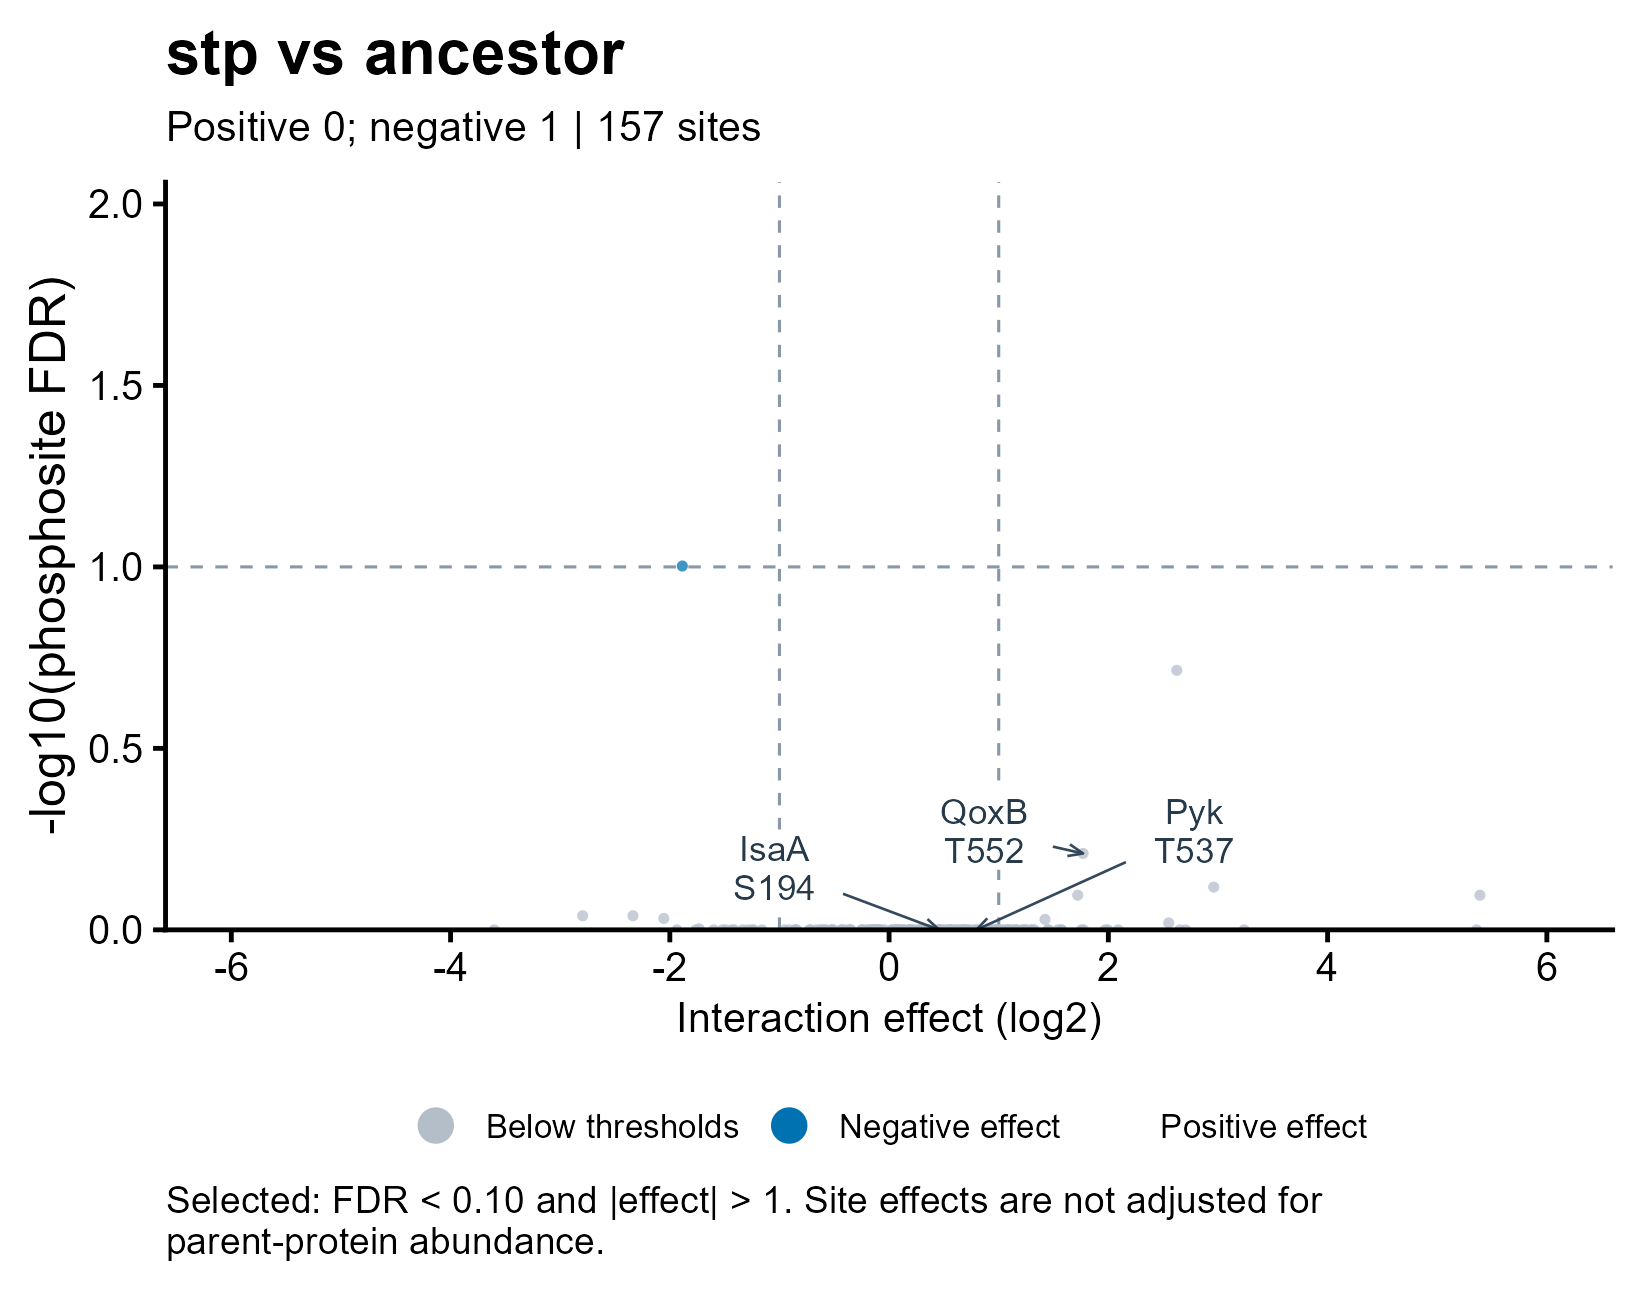 stp vs ancestor
Positive 0; negative 1 | 157 sites
-log10(phosphosite FDR)
2.0
1.5
1.0
0.5
0.0
IsaA
S194
QoxB
T552
Pyk
T537
-6
-4
-2
0
2
4
6
Interaction effect (log2)
Below thresholds
Negative effect
Positive effect
Selected: FDR < 0.10 and |effect| > 1. Site effects are not adjusted for
parent-protein abundance.